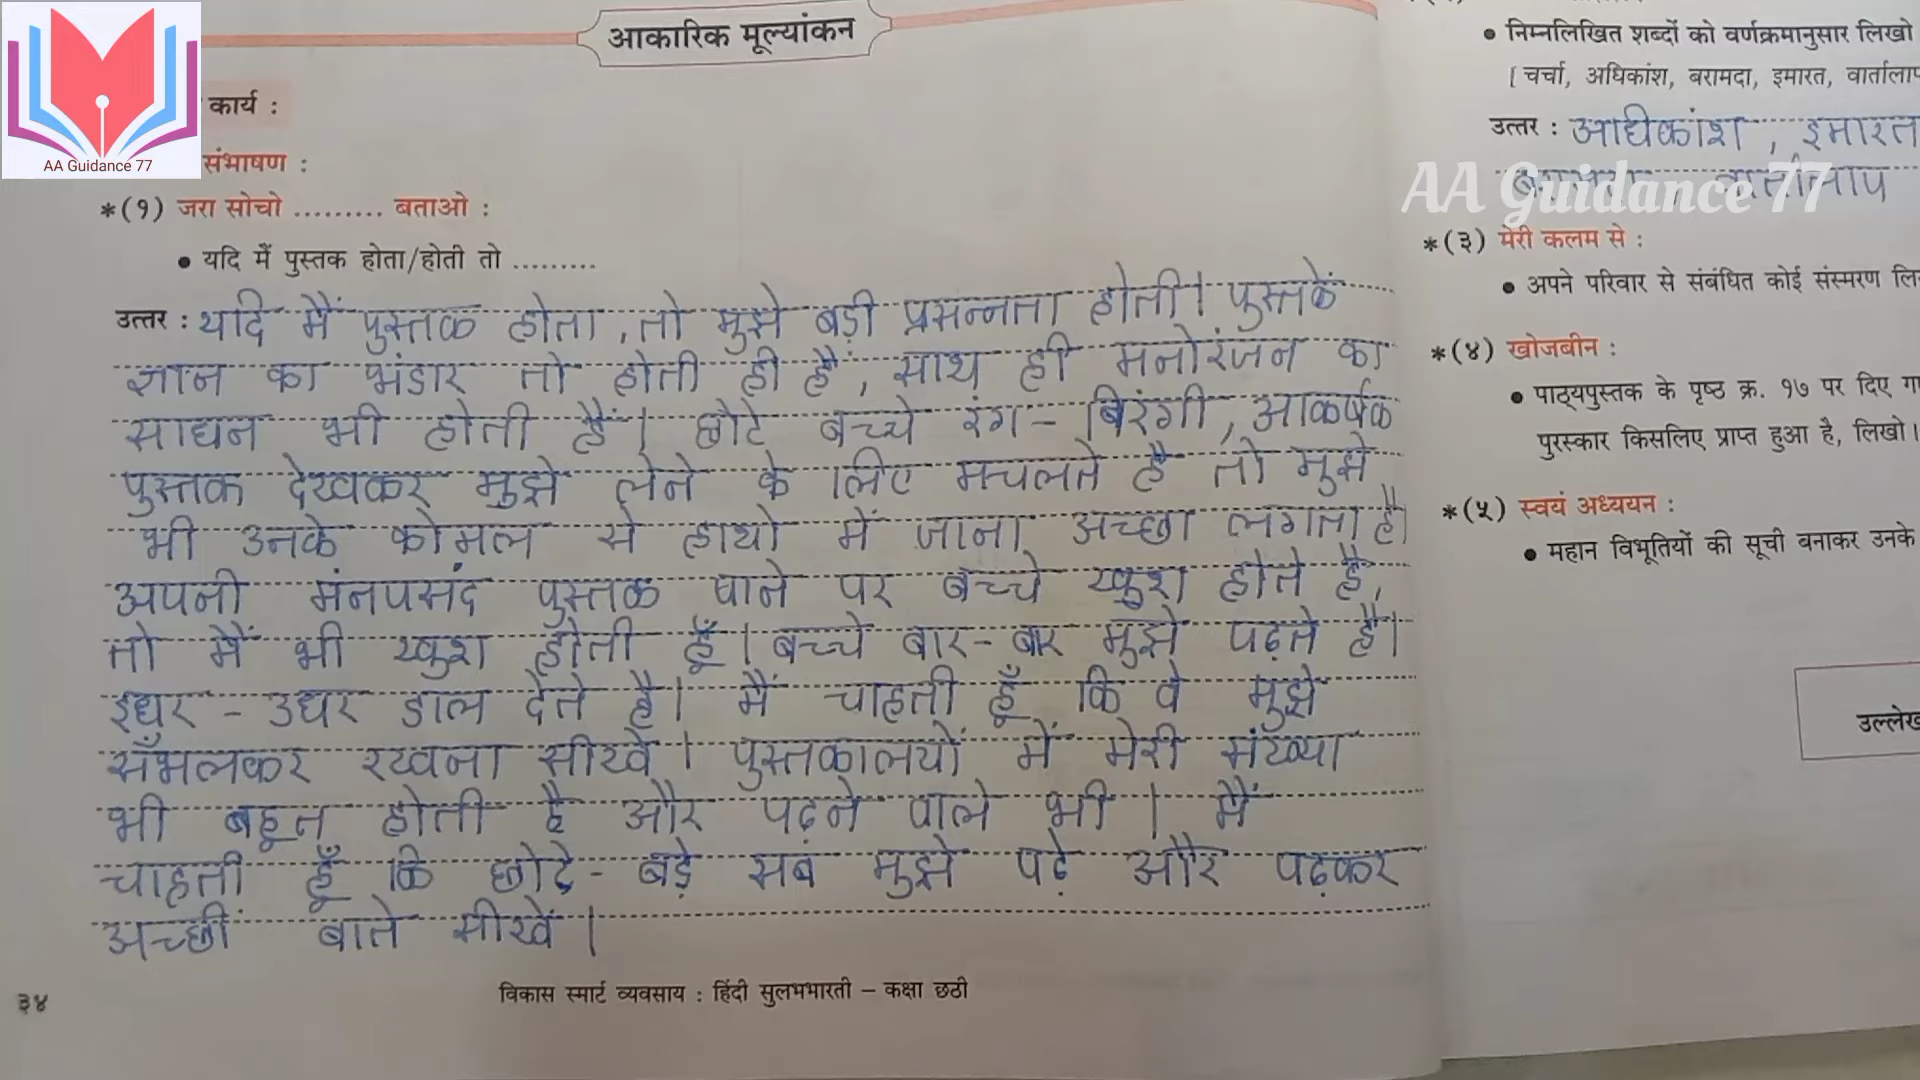 आकारिक मूल्यांकन
कार्य :
AA Guidance 77
संभाषण :
*(१) जरा सोचो ......... बताओ :
• यदि मैं पुस्तक होता/होती तो .........
उत्तर : यदि मैं पुस्तक होता, तो मुझे बड़ी प्रसन्नता होती। पुस्तकें
ज्ञान का भंडार तो होती ही हैं, साथ ही मनोरंजन का
साधन भी होती हैं। छोटे बच्चे रंग-बिरंगी, आकर्षक
पुस्तक देखकर मुझे लेने के लिए मचलते है तो मुझे
भी उनके कोमल से हाथो में जाना अच्छा लगता है।
अपनी मंनपसंद पुस्तक पाने पर बच्चे खुश होते है,
तो मैं भी खुश होती हूँ। बच्चे बार-बार मुझे पढ़ते है।
इधर-उधर डाल देते है। मैं चाहती हूँ कि वे मुझे
सँभलकर रखना सीखे। पुस्तकालयों में मेरी संख्या
भी बहूत होती है और पढ़ने वाले भी। मैं
चाहती हूँ कि छोटे-बड़े सब मुझे पढ़े और पढ़कर
अच्छी बाते सीखें।
३४
विकास स्मार्ट व्यवसाय : हिंदी सुलभभारती – कक्षा छठी
• निम्नलिखित शब्दों को वर्णक्रमानुसार लिखो
[ चर्चा, अधिकांश, बरामदा, इमारत, वार्तालाप
उत्तर : अधिकांश, इमारत
वार्तालाप
AA Guidance 77
*(३) मेरी कलम से :
• अपने परिवार से संबंधित कोई संस्मरण लि
*(४) खोजबीन :
• पाठ्यपुस्तक के पृष्ठ क्र. १७ पर दिए ग
पुरस्कार किसलिए प्राप्त हुआ है, लिखो।
*(५) स्वयं अध्ययन :
• महान विभूतियों की सूची बनाकर उनके
उल्लेख